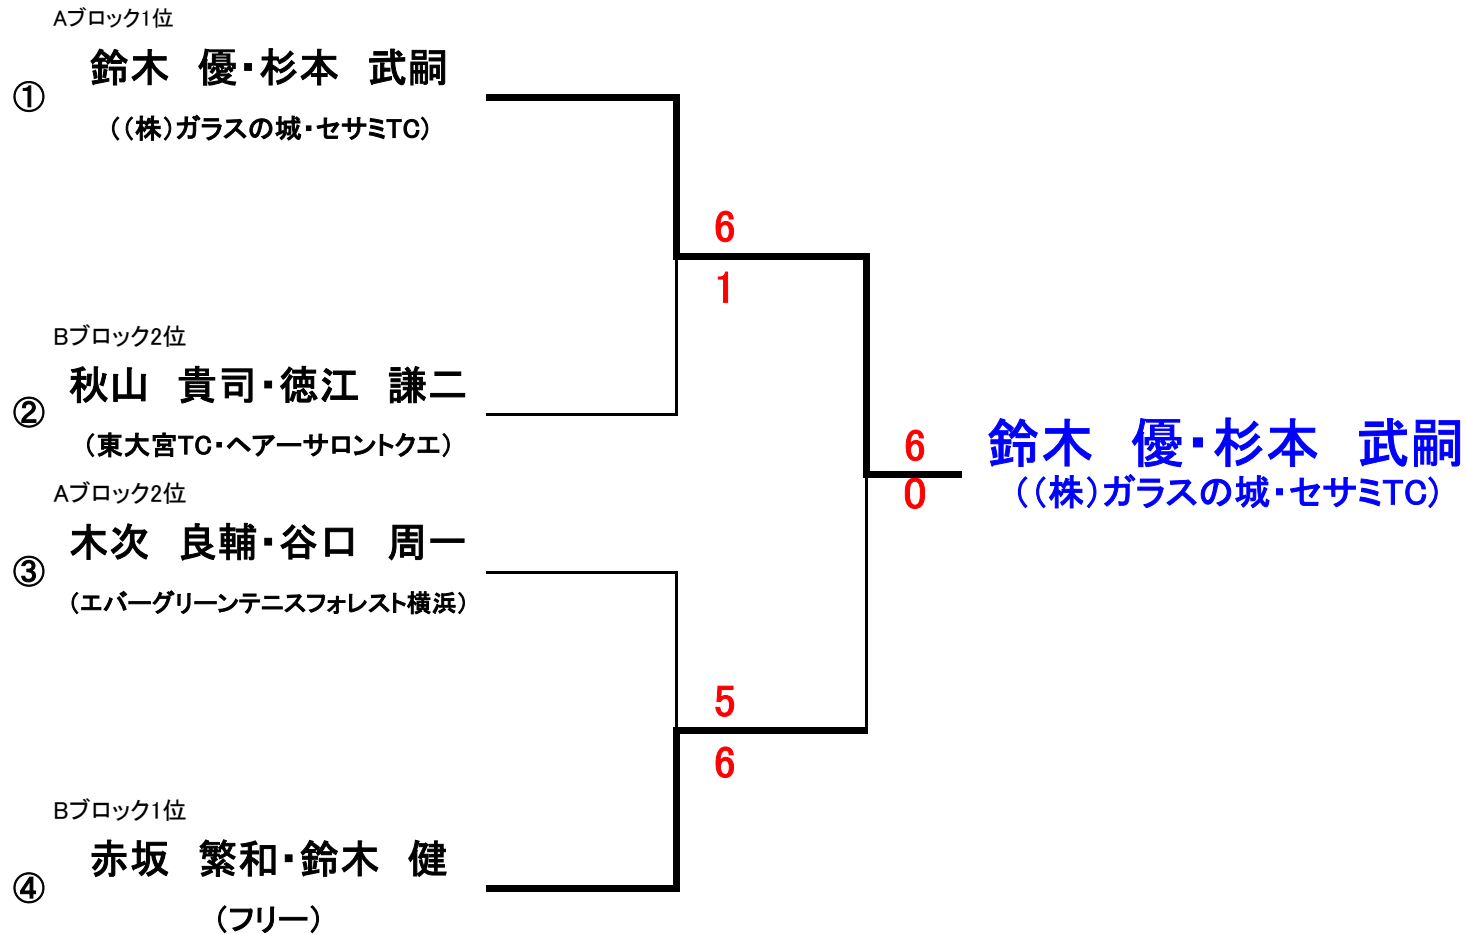 Aブロック1位
鈴木　優・杉本　武嗣
①
（（株）ガラスの城・セサミTC）
6
1
Bブロック2位
秋山　貴司・徳江　謙二
②
（東大宮TC・ヘアーサロントクエ）
6
0
鈴木　優・杉本　武嗣
（（株）ガラスの城・セサミTC）
Aブロック2位
木次　良輔・谷口　周一
③
（エバーグリーンテニスフォレスト横浜）
5
6
Bブロック1位
赤坂　繁和・鈴木　健
④
（フリー）